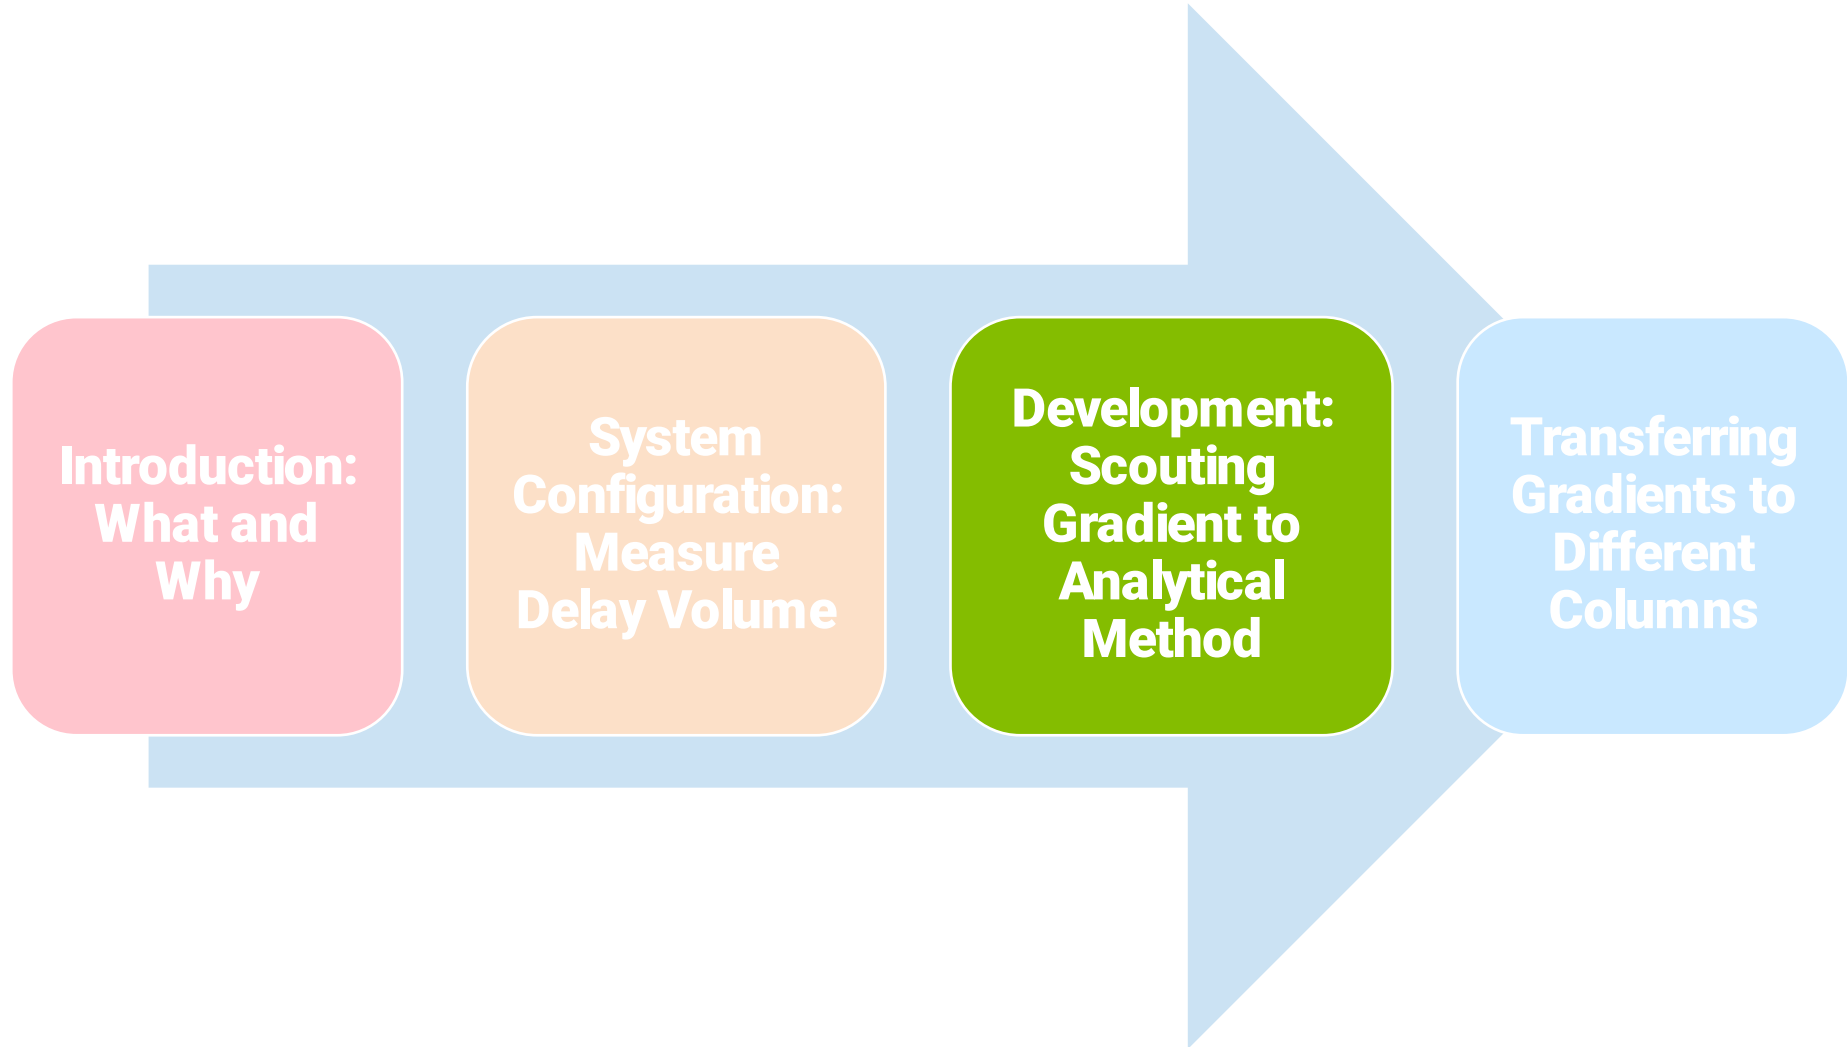 Introduction:
What and
Why
System
Configuration:
Measure
Delay Volume
Development:
Scouting
Gradient to
Analytical
Method
Transferring
Gradients to
Different
Columns